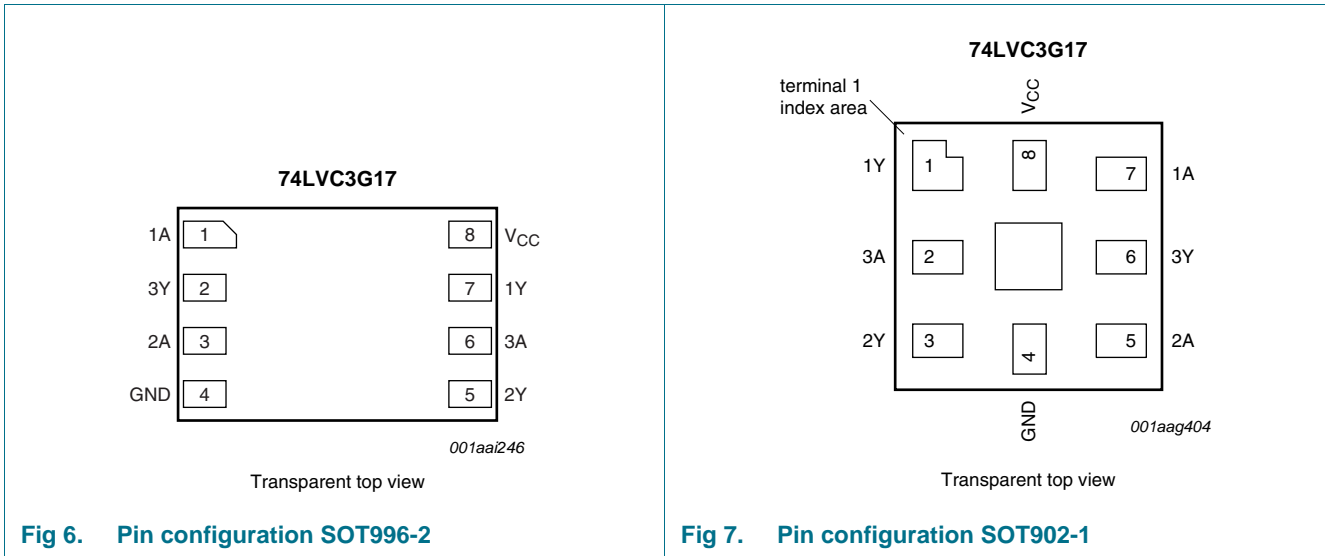 74LVC3G17
1A 1 8 VCC
3Y 2 7 1Y
2A 3 6 3A
GND 4 5 2Y
001aai246
Transparent top view
Fig 6. Pin configuration SOT996-2
74LVC3G17
terminal 1
index area
VCC
1Y 1 8 7 1A
3A 2 6 3Y
2Y 3 4 5 2A
GND
001aag404
Transparent top view
Fig 7. Pin configuration SOT902-1